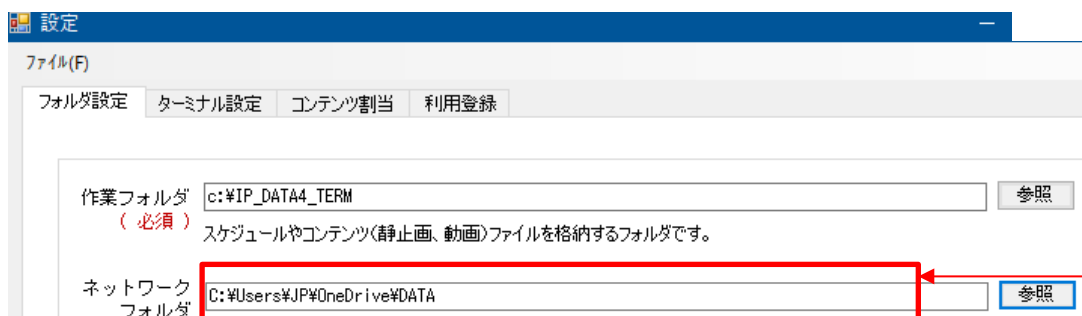 設定
ファイル(F)
フォルダ設定 ターミナル設定 コンテンツ割当 利用登録
作業フォルダ c:¥IP_DATA4_TERM 参照
( 必須 )
スケジュールやコンテンツ(静止画、動画)ファイルを格納するフォルダです。
ネットワーク C:¥Users¥JP¥OneDrive¥DATA 参照
フォルダ